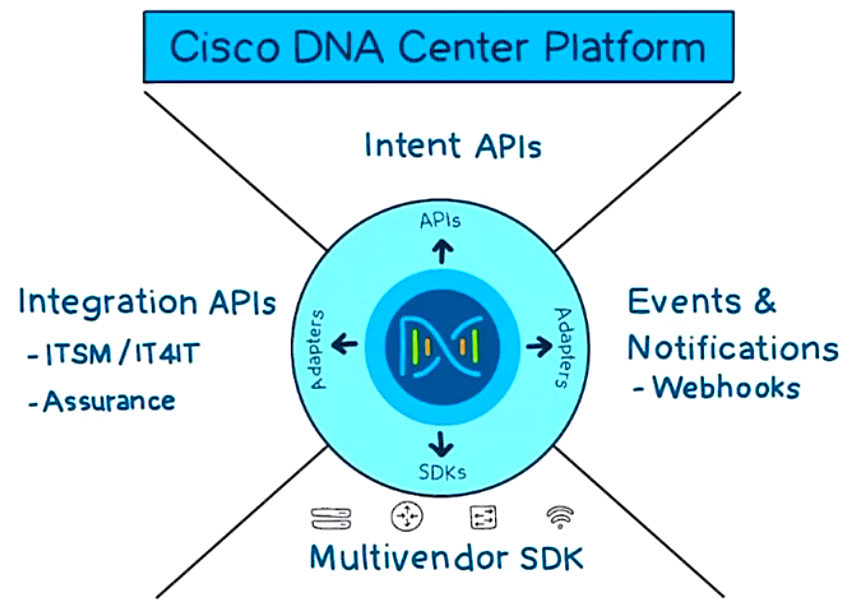 Cisco DNA Center Platform
Intent APIs
APIs
Integration APIs
- ITSM / IT4IT
- Assurance
Adapters
Adapters
Events &
Notifications
- Webhooks
SDKs
Multivendor SDK